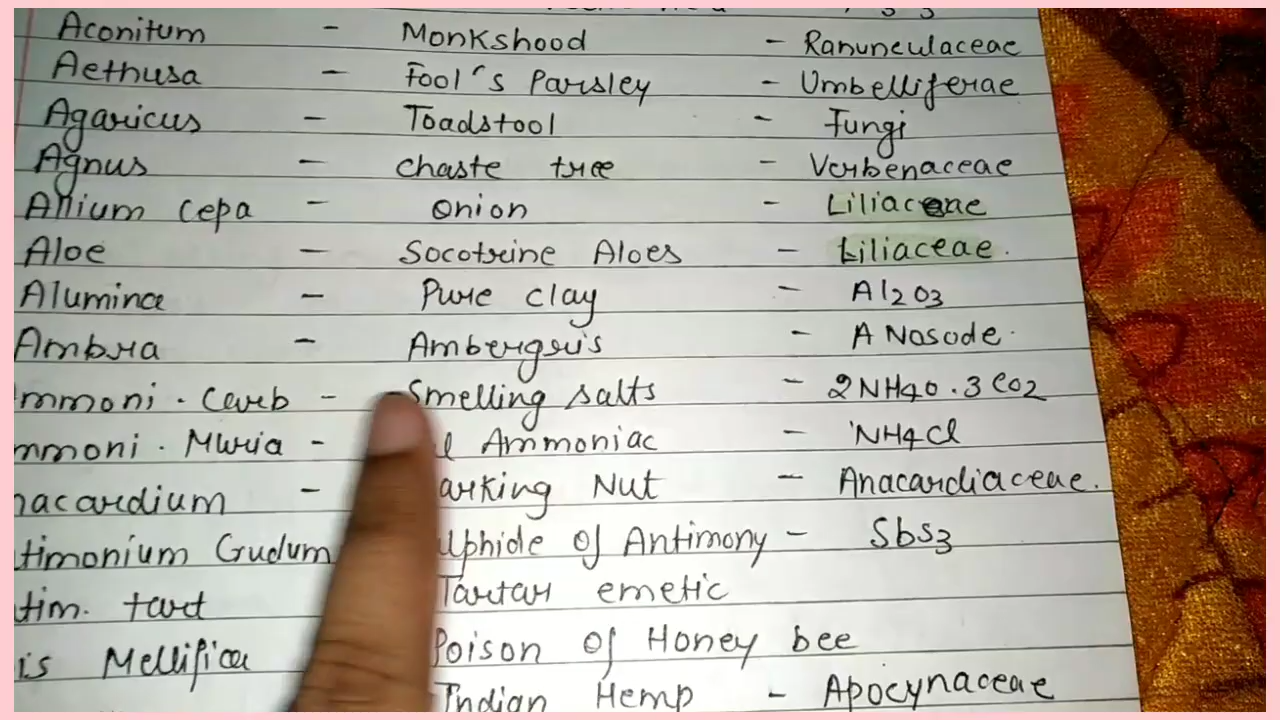 Aconitum - Monkshood - Ranunculaceae
Aethusa - Fool's Parsley - Umbelliferae
Agaricus - Toadstool - Fungi
Agnus - chaste tree - Verbenaceae
Allium cepa - Onion - Liliaceae
Aloe - Socotrine Aloes - Liliaceae.
Alumina - Pure clay - Al2O3
Ambra - Ambergris - A Nosode.
mmoni. Carb - Smelling salts - 2NH4O.3CO2
mmoni. Muria - l Ammoniac - NH4Cl
nacardium - arking Nut - Anacardiaceae.
timonium Crudum ulphide of Antimony - SbS3
tim. tart Tartar emetic
is Mellifica Poison of Honey bee
Indian Hemp - Apocynaceae